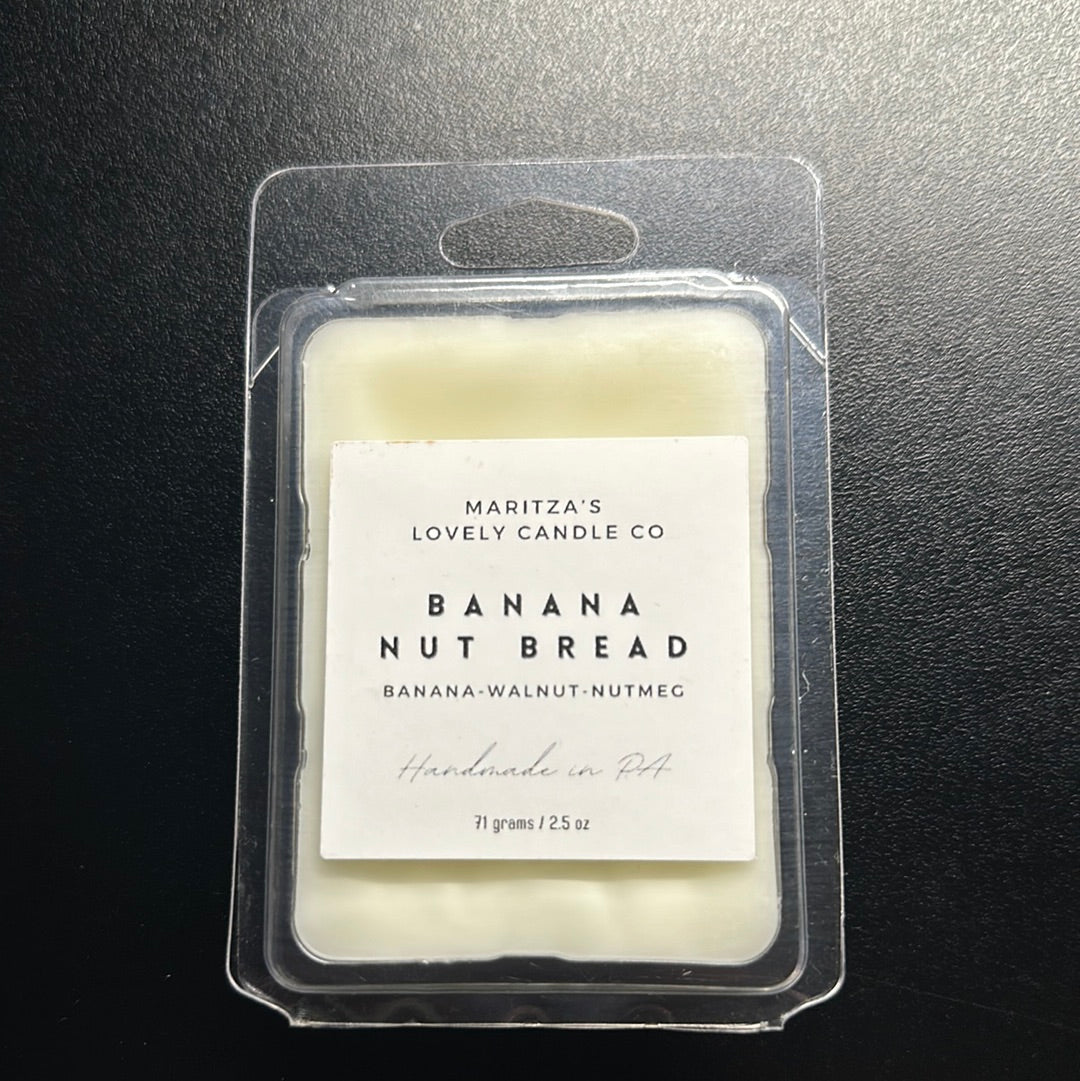 MARITZA'S
LOVELY CANDLE CO
BANANA
NUT BREAD
BANANA-WALNUT-NUTMEG
Handmade in PA
71 grams / 2.5 oz